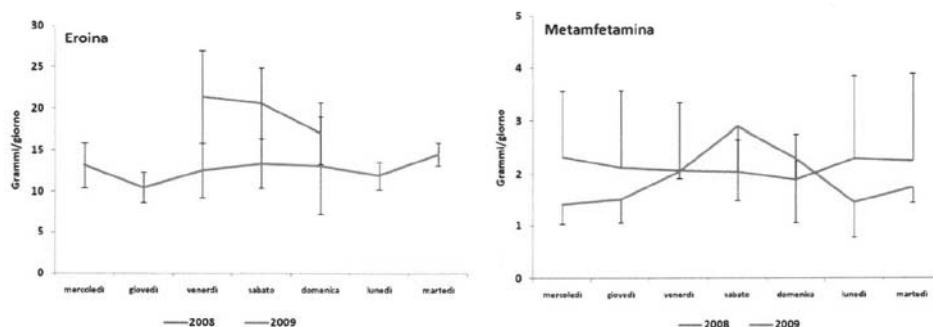 Eroina
Grammi/giorno
30
25
20
15
10
5
0
mercoledì giovedì venerdì sabato domenica lunedì martedì
2008 2009
Metamfetamina
Grammi/giorno
5
4
3
2
1
0
mercoledì giovedì venerdì sabato domenica lunedì martedì
2008 2009